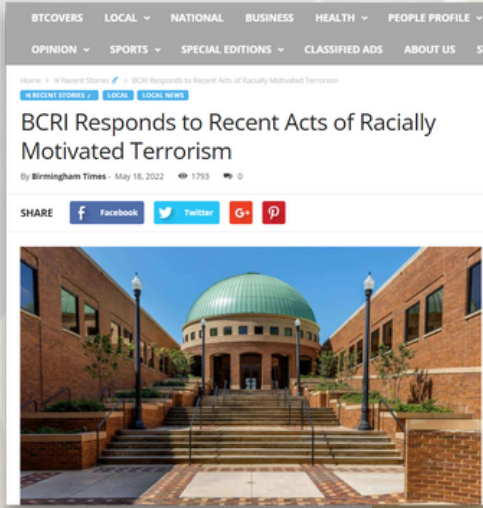 BTCOVERS LOCAL NATIONAL BUSINESS HEALTH PEOPLE PROFILE
OPINION SPORTS SPECIAL EDITIONS CLASSIFIED ADS ABOUT US S
Home › Recent Stories › BCRI Responds to Recent Acts of Racially Motivated Terrorism
RECENT STORIES LOCAL LOCAL NEWS
BCRI Responds to Recent Acts of Racially
Motivated Terrorism
By Birmingham Times - May 18, 2022 1793 0
SHARE f Facebook Twitter G+